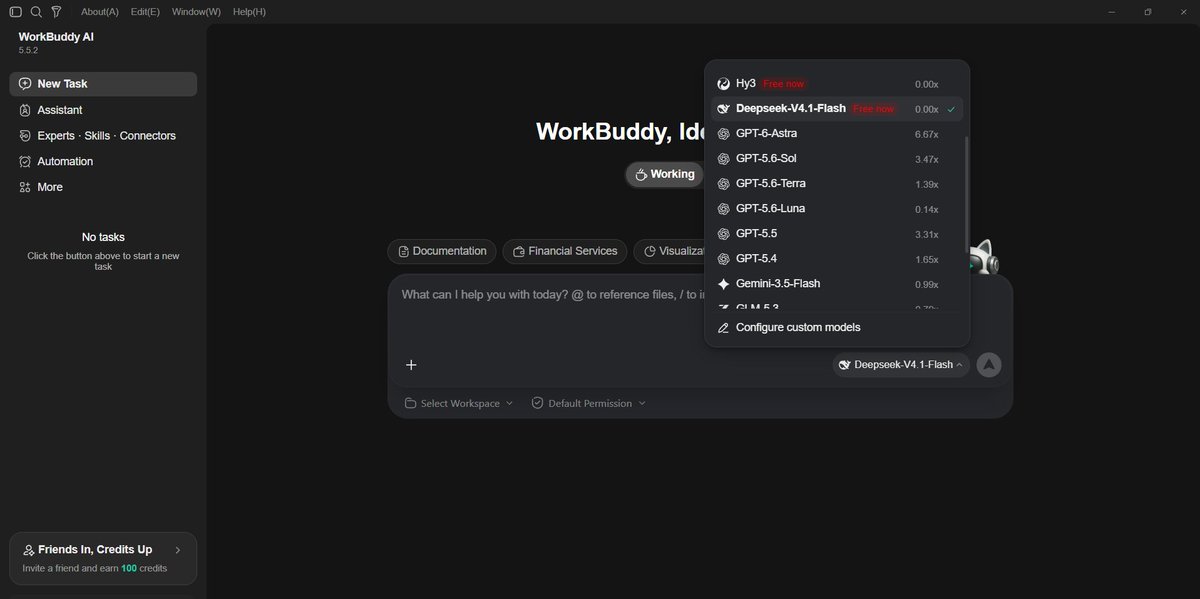 About(A) Edit(E) Window(W) Help(H)
WorkBuddy AI
5.5.2
New Task
Assistant
Experts · Skills · Connectors
Automation
More
No tasks
Click the button above to start a new
task
Friends In, Credits Up
Invite a friend and earn 100 credits
WorkBuddy,
Working
Documentation
Financial Services
What can I help you with today? @ to reference files, / to
Hy3 Free now 0.00x
Deepseek-V4.1-Flash Free now 0.00x
GPT-6-Astra 6.67x
GPT-5.6-Sol 3.47x
GPT-5.6-Terra 1.39x
GPT-5.6-Luna 0.14x
GPT-5.5 3.31x
GPT-5.4 1.65x
Gemini-3.5-Flash 0.99x
Configure custom models
Deepseek-V4.1-Flash
Select Workspace
Default Permission